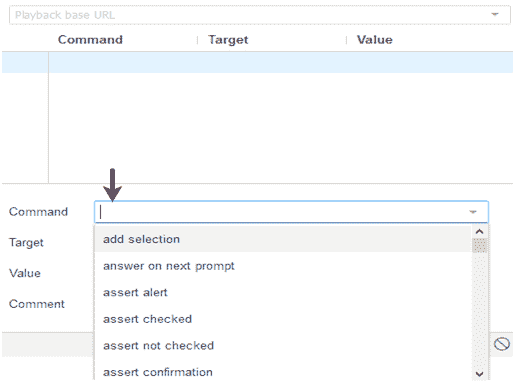 Playback base URL
Command Target Value
Command
Target
Value
Comment
add selection
answer on next prompt
assert alert
assert checked
assert not checked
assert confirmation